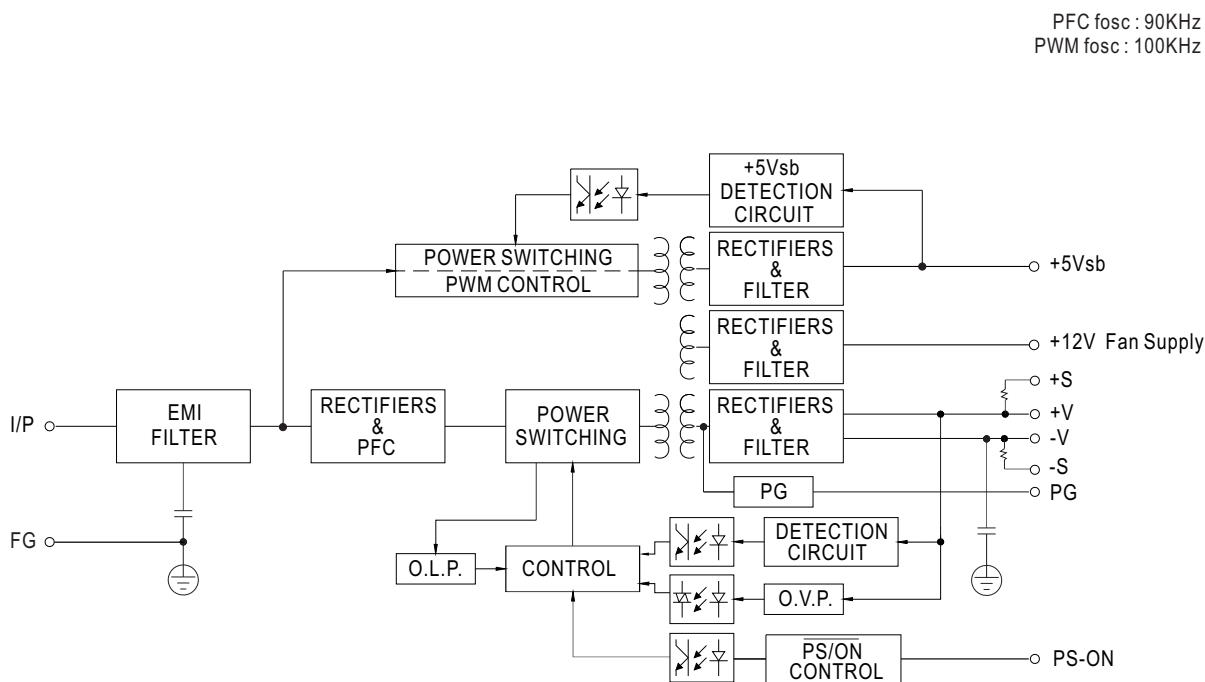 PFC fosc : 90KHz
PWM fosc : 100KHz
+5Vsb
DETECTION
CIRCUIT
POWER SWITCHING
PWM CONTROL
RECTIFIERS
&
FILTER
+5Vsb
RECTIFIERS
&
FILTER
+12V Fan Supply
I/P
EMI
FILTER
RECTIFIERS
&
PFC
POWER
SWITCHING
RECTIFIERS
&
FILTER
+S
+V
-V
-S
PG
PG
FG
O.L.P.
CONTROL
DETECTION
CIRCUIT
O.V.P.
PS/ON
CONTROL
PS-ON